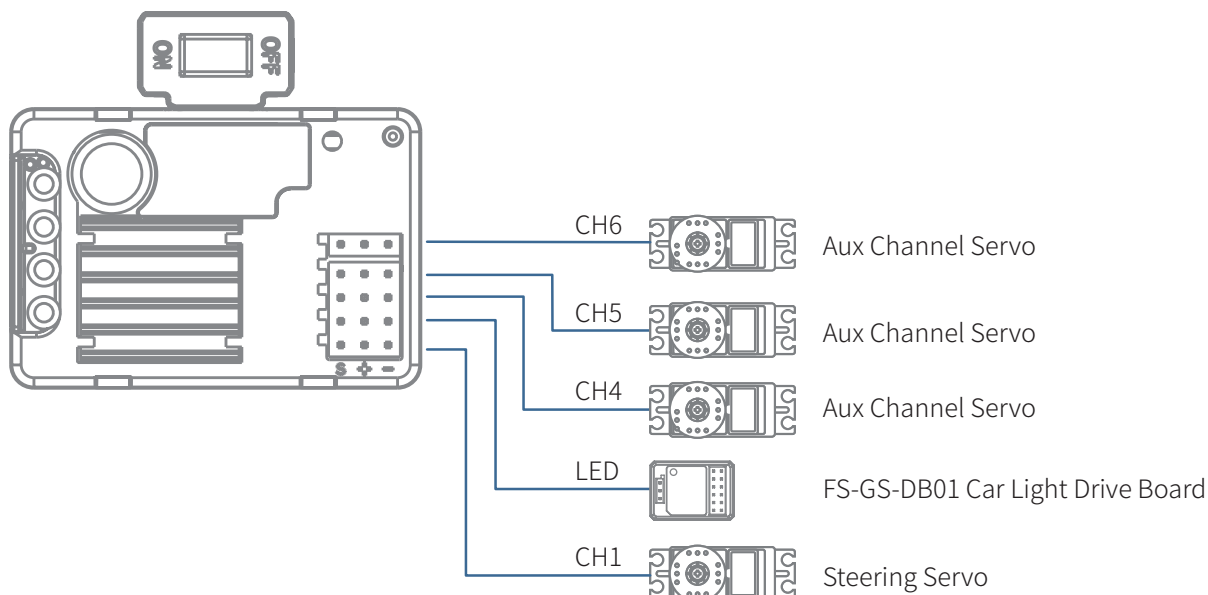 ON OFF
CH6 Aux Channel Servo
CH5 Aux Channel Servo
CH4 Aux Channel Servo
S + -
LED FS-GS-DB01 Car Light Drive Board
CH1 Steering Servo